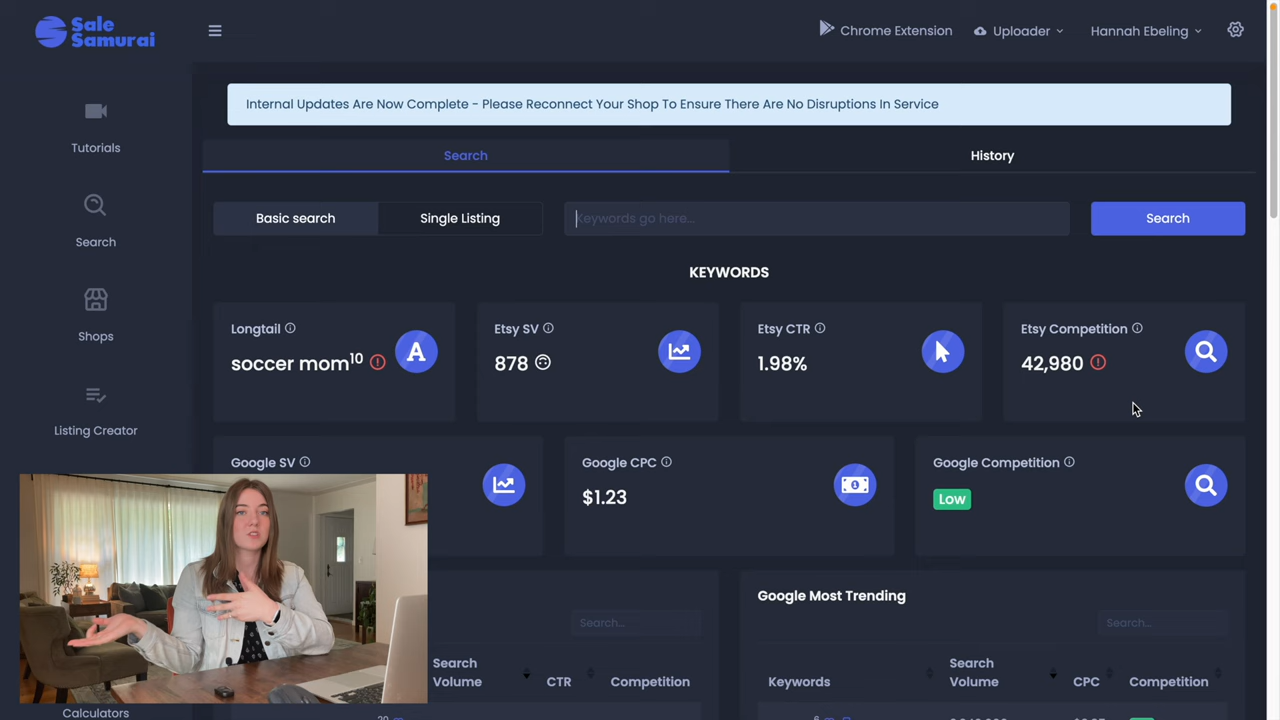 Sale
Samurai
Chrome Extension
Uploader
Hannah Ebeling
Internal Updates Are Now Complete - Please Reconnect Your Shop To Ensure There Are No Disruptions In Service
Tutorials
Search
Shops
Listing Creator
Calculators
Search
History
Basic search
Single Listing
Keywords go here...
Search
KEYWORDS
Longtail
soccer mom10
Etsy SV
878
Etsy CTR
1.98%
Etsy Competition
42,980
Google SV
Google CPC
$1.23
Google Competition
Low
Search...
Search
Volume
CTR
Competition
Google Most Trending
Search...
Keywords
Search
Volume
CPC
Competition